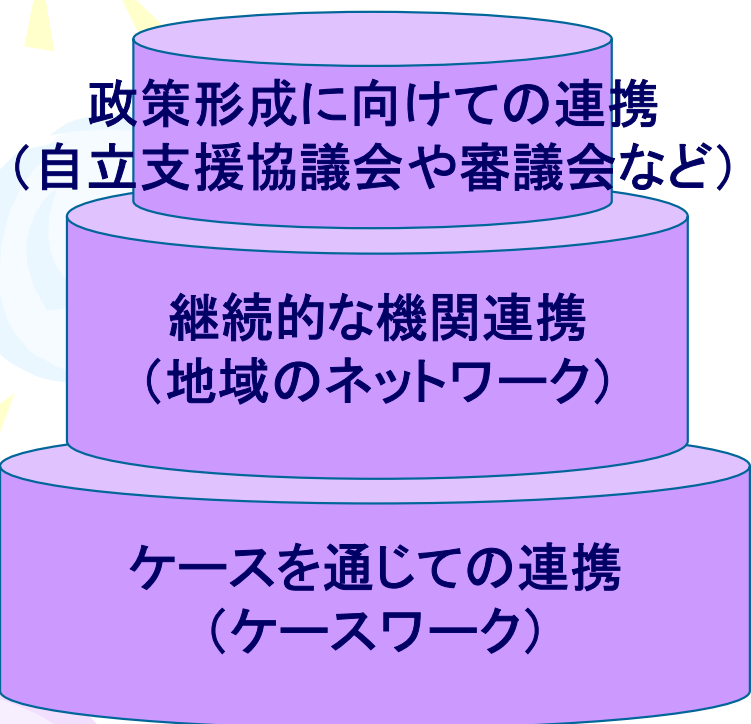 政策形成に向けての連携
（自立支援協議会や審議会など）
継続的な機関連携
（地域のネットワーク）
ケースを通じての連携
（ケースワーク）